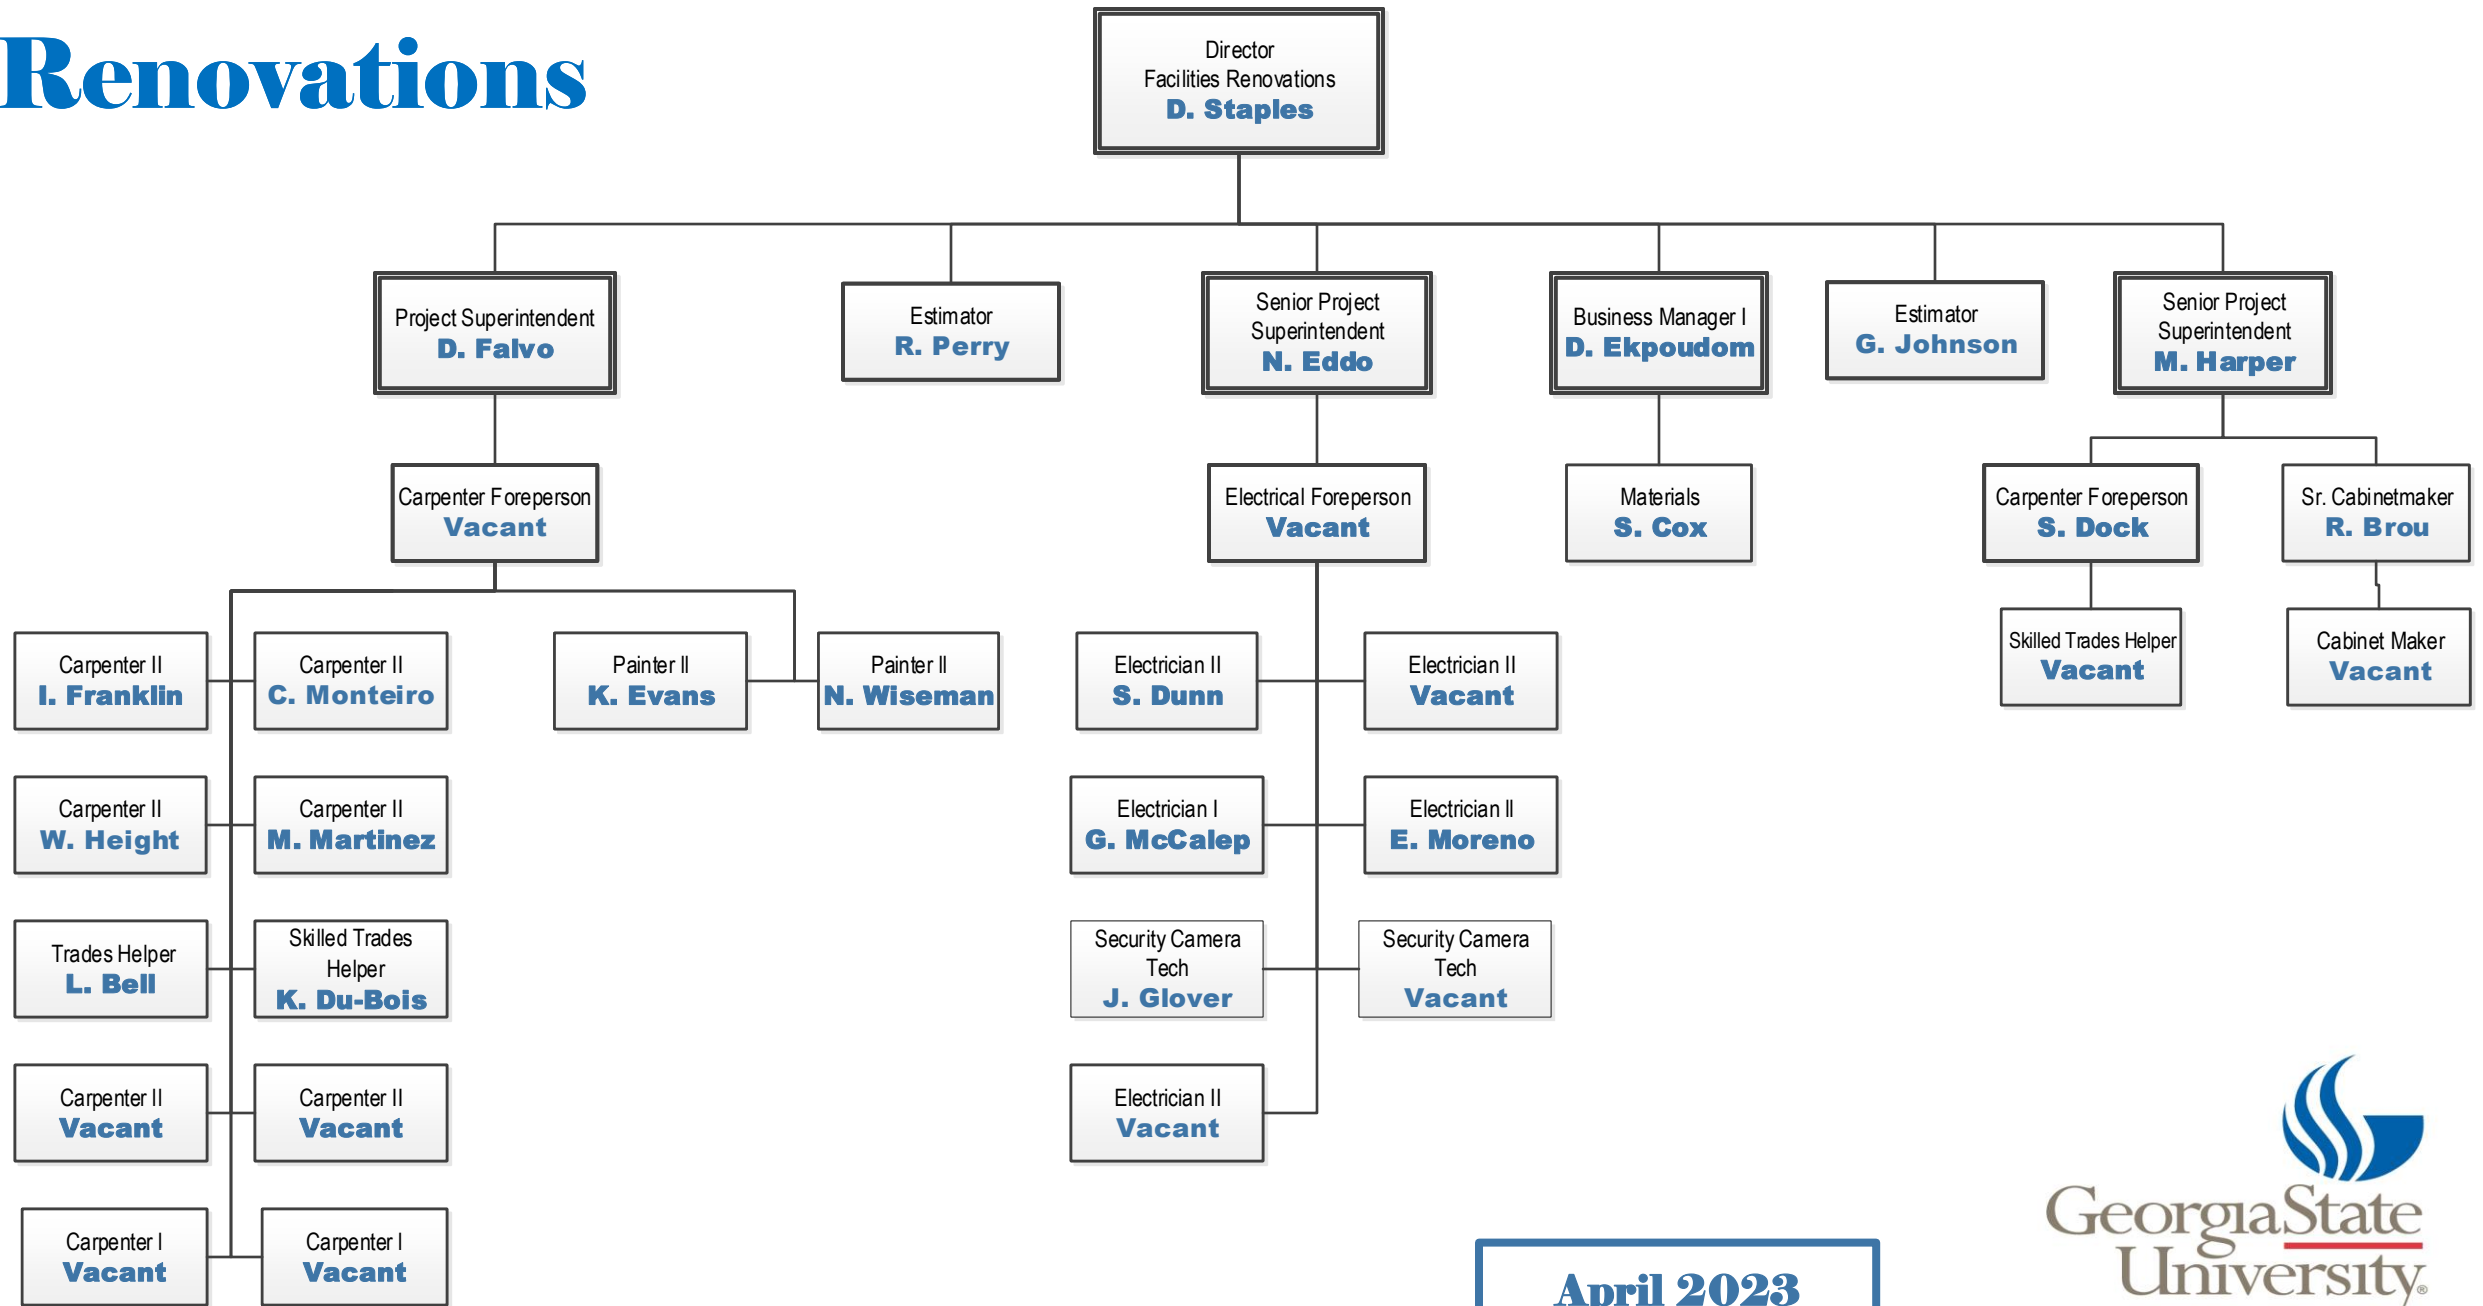 Renovations
Director
Facilities Renovations
D. Staples
Project Superintendent
D. Falvo
Estimator
R. Perry
Senior Project
Superintendent
N. Eddo
Business Manager I
D. Ekpoudom
Estimator
G. Johnson
Senior Project
Superintendent
M. Harper
Carpenter Foreperson
Vacant
Electrical Foreperson
Vacant
Materials
S. Cox
Carpenter Foreperson
S. Dock
Sr. Cabinetmaker
R. Brou
Carpenter II
I. Franklin
Carpenter II
C. Monteiro
Painter II
K. Evans
Painter II
N. Wiseman
Electrician II
S. Dunn
Electrician II
Vacant
Skilled Trades Helper
Vacant
Cabinet Maker
Vacant
Carpenter II
W. Height
Carpenter II
M. Martinez
Electrician I
G. McCalep
Electrician II
E. Moreno
Trades Helper
L. Bell
Skilled Trades
Helper
K. Du-Bois
Security Camera
Tech
J. Glover
Security Camera
Tech
Vacant
Carpenter II
Vacant
Carpenter II
Vacant
Electrician II
Vacant
Carpenter I
Vacant
Carpenter I
Vacant
April 2023
GeorgiaState
University®